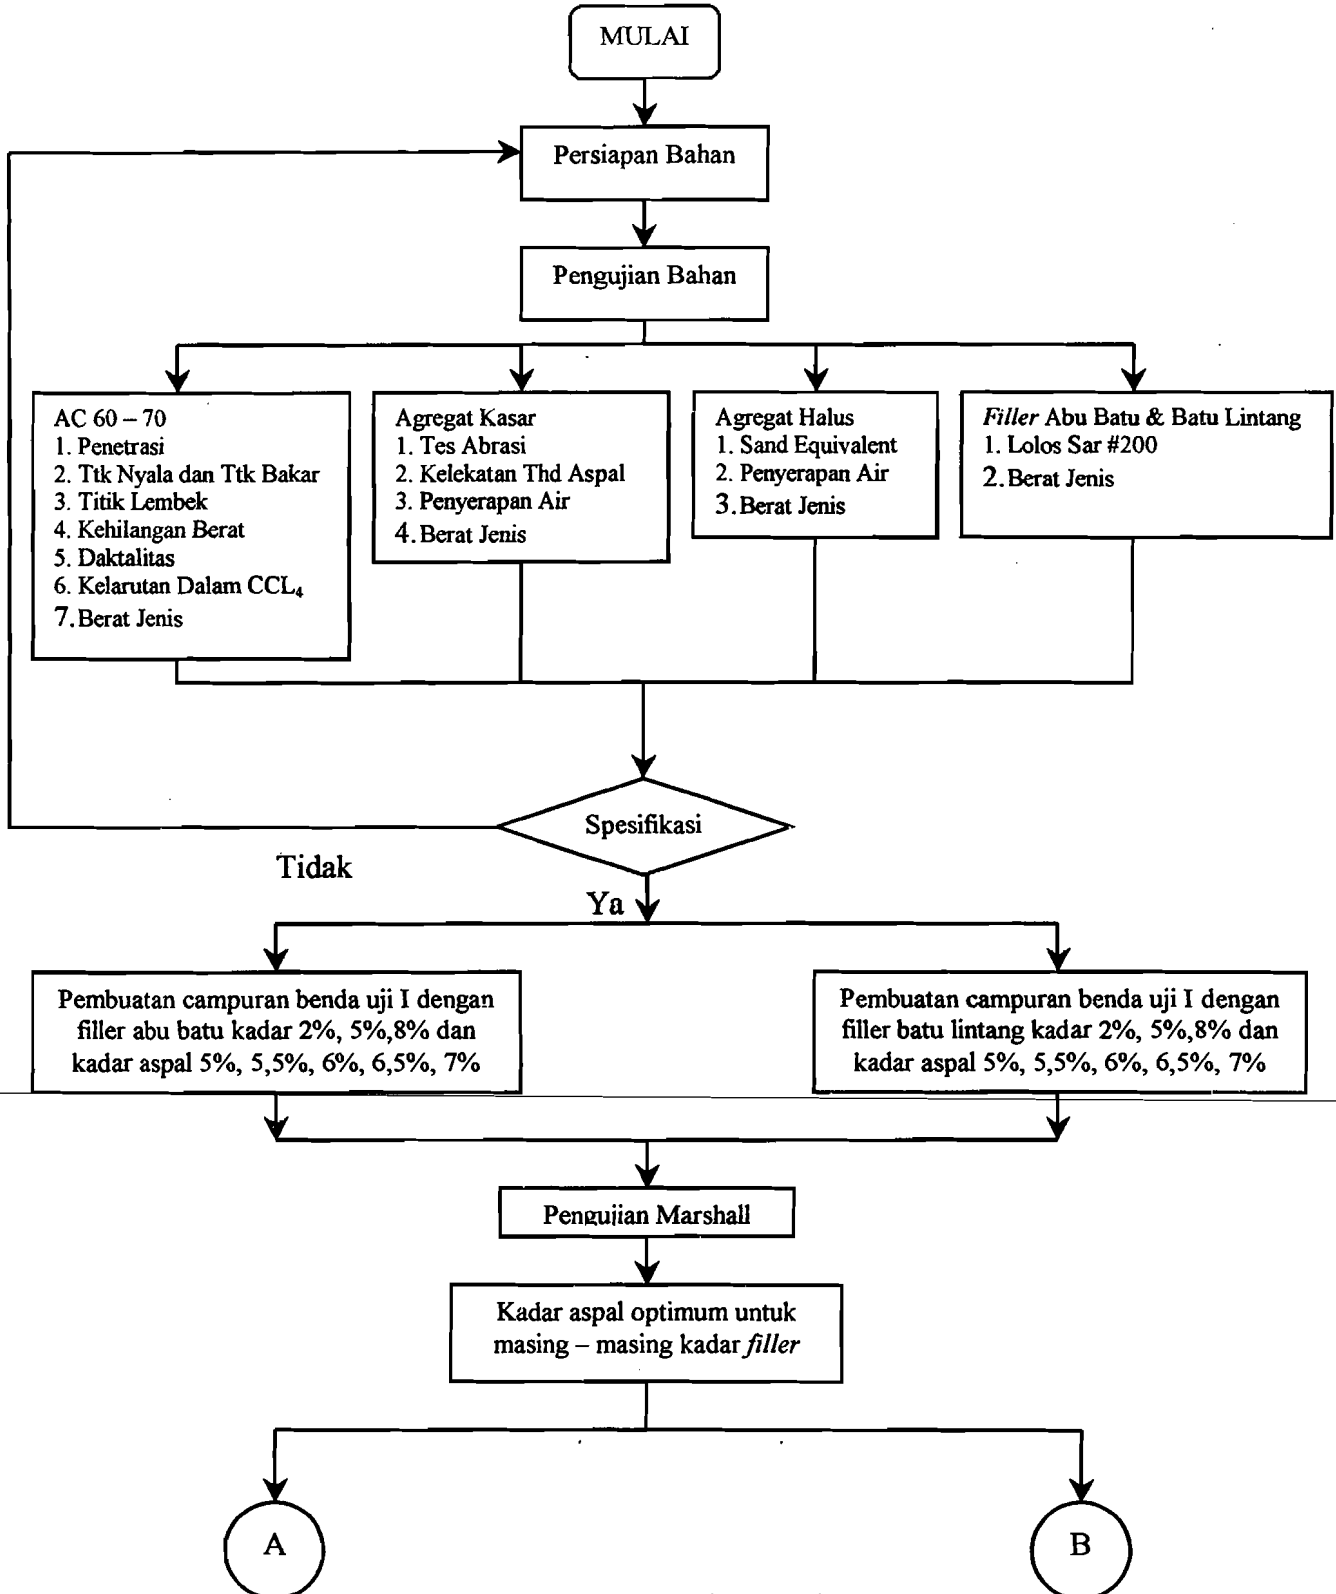 MULAI
Persiapan Bahan
Pengujian Bahan
AC 60 – 70
1. Penetrasi
2. Ttk Nyala dan Ttk Bakar
3. Titik Lembek
4. Kehilangan Berat
5. Daktalitas
6. Kelarutan Dalam CCL₄
7. Berat Jenis
Agregat Kasar
1. Tes Abrasi
2. Kelekatan Thd Aspal
3. Penyerapan Air
4. Berat Jenis
Agregat Halus
1. Sand Equivalent
2. Penyerapan Air
3. Berat Jenis
Filler Abu Batu & Batu Lintang
1. Lolos Sar #200
2. Berat Jenis
Spesifikasi
Tidak
Ya
Pembuatan campuran benda uji I dengan
filler abu batu kadar 2%, 5%,8% dan
kadar aspal 5%, 5,5%, 6%, 6,5%, 7%
Pembuatan campuran benda uji I dengan
filler batu lintang kadar 2%, 5%,8% dan
kadar aspal 5%, 5,5%, 6%, 6,5%, 7%
Pengujian Marshall
Kadar aspal optimum untuk
masing – masing kadar filler
A
B